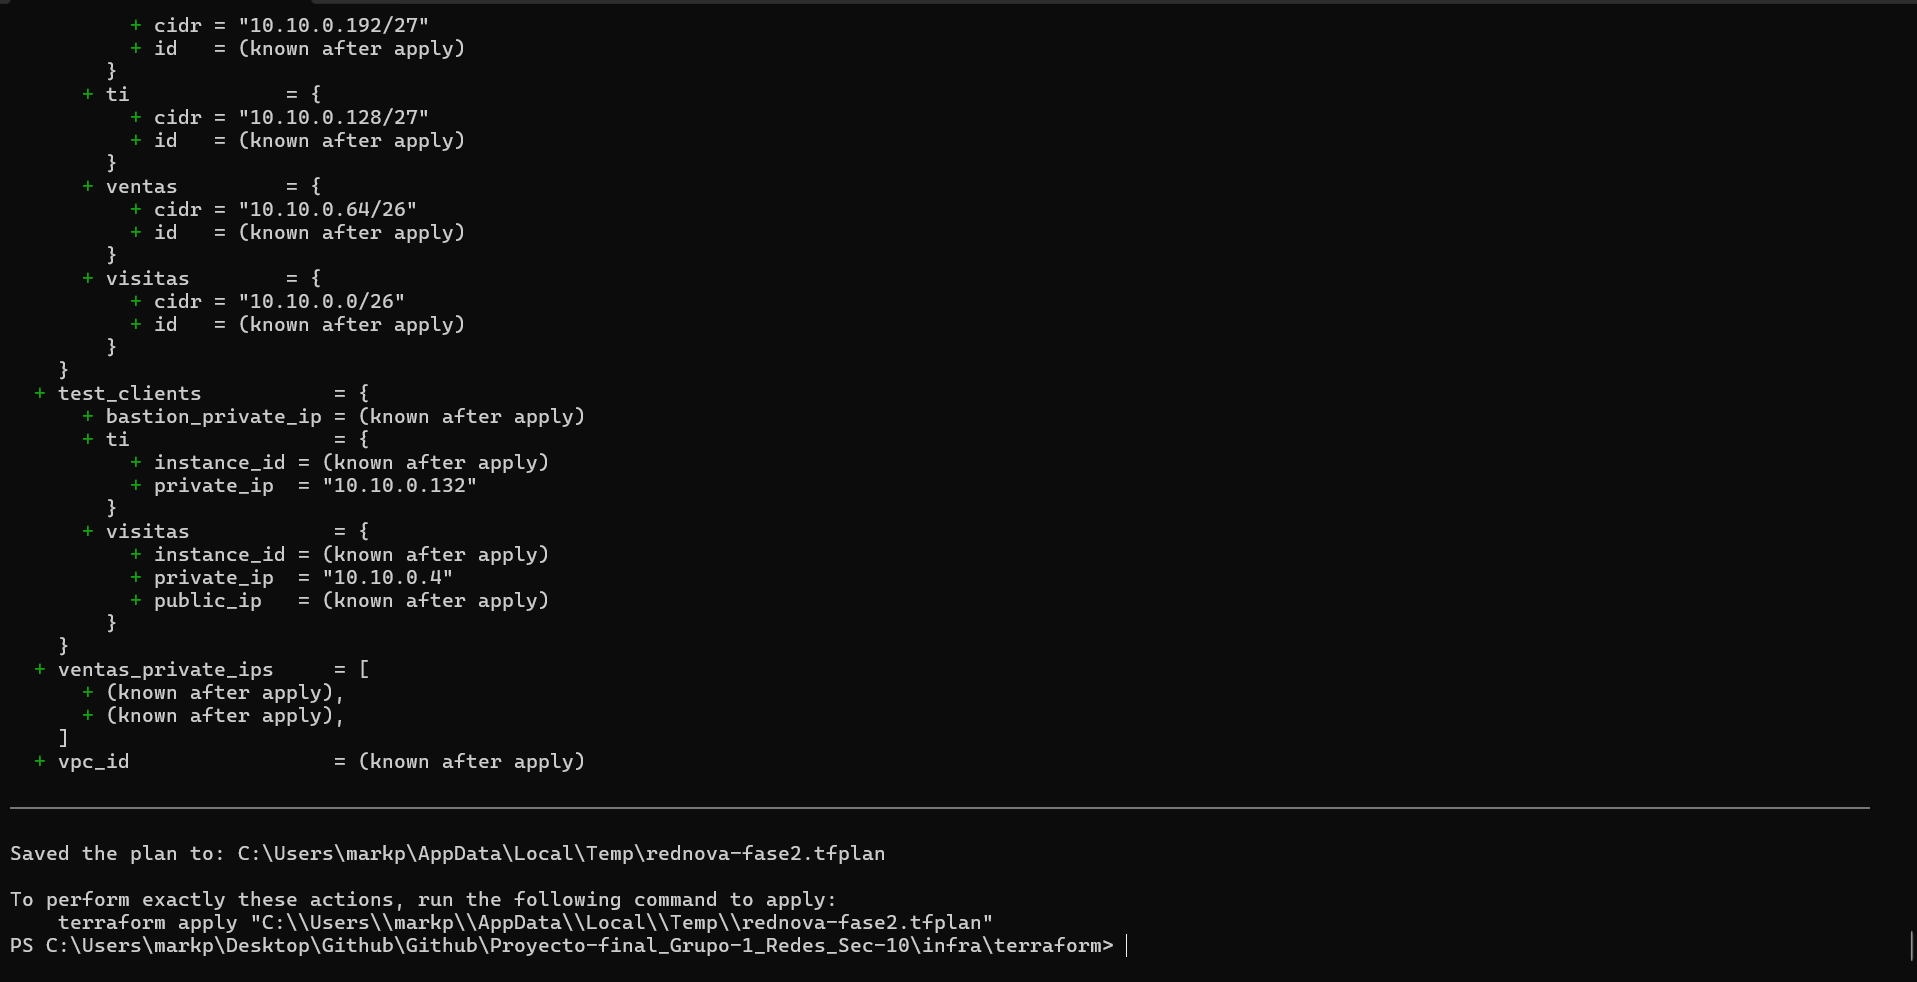 + cidr = "10.10.0.192/27"
+ id   = (known after apply)
}
+ ti             = {
+ cidr = "10.10.0.128/27"
+ id   = (known after apply)
}
+ ventas         = {
+ cidr = "10.10.0.64/26"
+ id   = (known after apply)
}
+ visitas        = {
+ cidr = "10.10.0.0/26"
+ id   = (known after apply)
}
}
+ test_clients           = {
+ bastion_private_ip = (known after apply)
+ ti                 = {
+ instance_id = (known after apply)
+ private_ip  = "10.10.0.132"
}
+ visitas            = {
+ instance_id = (known after apply)
+ private_ip  = "10.10.0.4"
+ public_ip   = (known after apply)
}
}
+ ventas_private_ips     = [
+ (known after apply),
+ (known after apply),
]
+ vpc_id                 = (known after apply)
Saved the plan to: C:\Users\markp\AppData\Local\Temp\rednova-fase2.tfplan
To perform exactly these actions, run the following command to apply:
terraform apply "C:\\Users\\markp\\AppData\\Local\\Temp\\rednova-fase2.tfplan"
PS C:\Users\markp\Desktop\Github\Github\Proyecto-final_Grupo-1_Redes_Sec-10\infra\terraform>